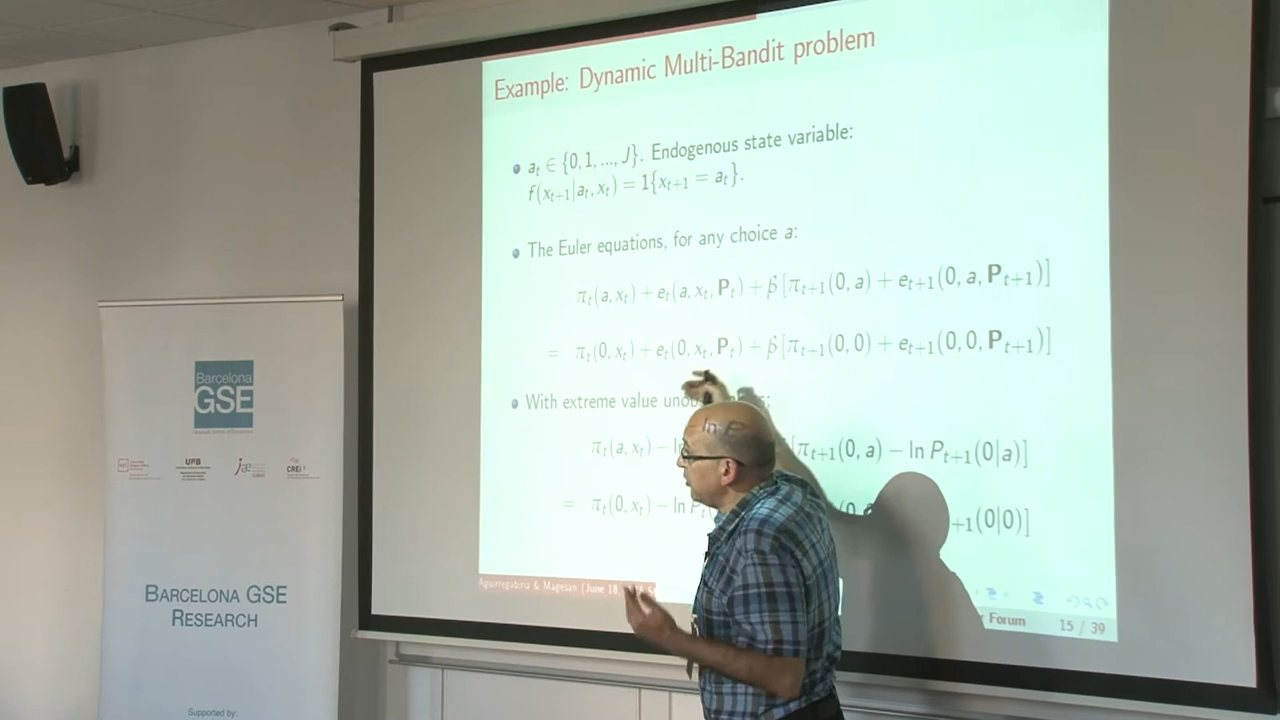 Example: Dynamic Multi-Bandit problem
a_t ∈ {0, 1, ..., J}. Endogenous state variable:
f(x_{t+1}|a_t, x_t) = 1{x_{t+1} = a_t}.
The Euler equations, for any choice a:
π_t(a, x_t) + e_t(a, x_t, P_t) + β [π_{t+1}(0, a) + e_{t+1}(0, a, P_{t+1})]
= π_t(0, x_t) + e_t(0, x_t, P_t) + β [π_{t+1}(0, 0) + e_{t+1}(0, 0, P_{t+1})]
With extreme value
π_t(a, x_t) − ln P [π_{t+1}(0, a) − ln P_{t+1}(0|a)]
= π_t(0, x_t) − ln P_t( (0, +1(0|0)]
Aguirregabiria & Magesan (June 18, Forum 15 / 39
Barcelona
GSE
UPF
UAB
CREi
BARCELONA GSE
RESEARCH
Supported by: